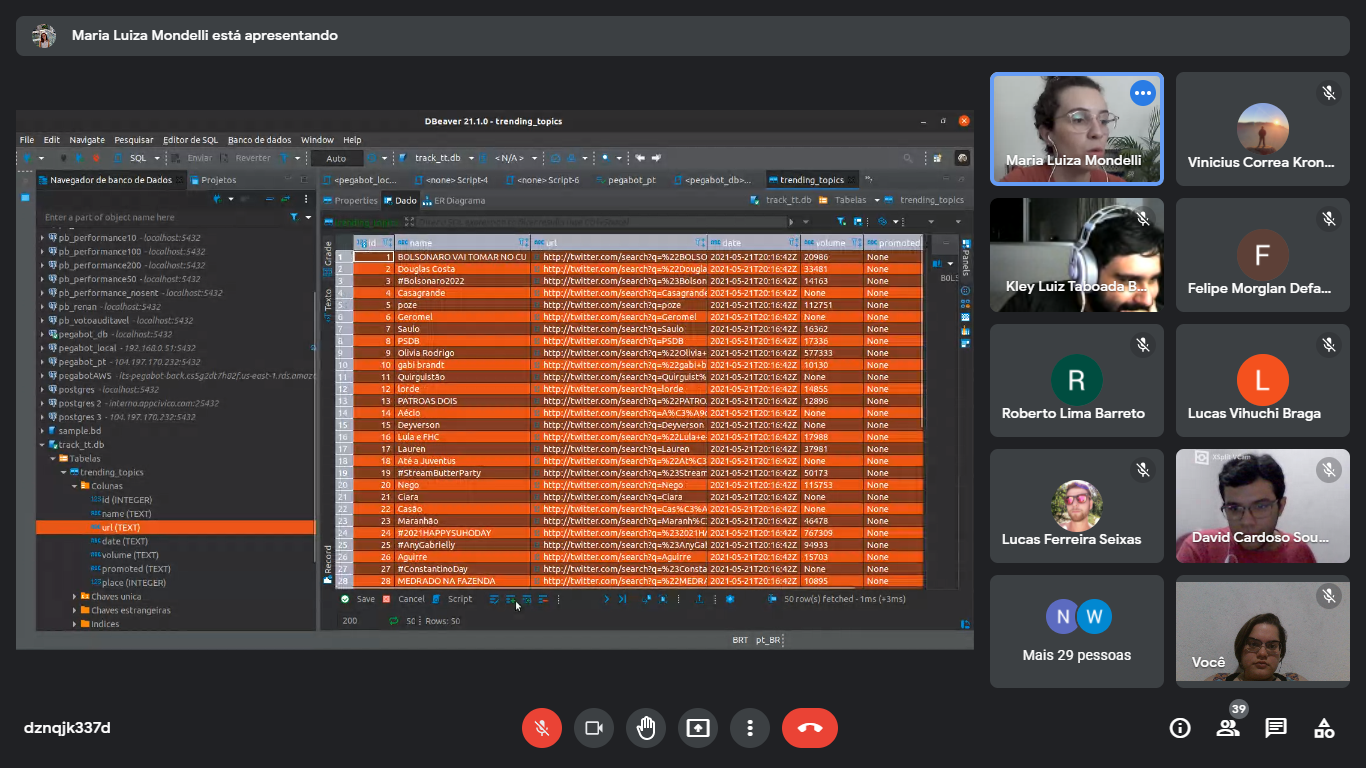 Maria Luiza Mondelli está apresentando
DBeaver 21.1.0 - trending_topics
File Edit Navigate Pesquisar Editor de SQL Banco de dados Window Help
SQL Enviar Reverter Auto track_tt.db < N/A >
Navegador de banco de Dados Projetos
<pegabot_loc... <none> Script-4 <none> Script-6 pegabot_pt <pegabot_db>... trending_topics
Properties Dado ER Diagrama track_tt.db Tabelas trending_topics
Enter a part of object name here
pb_performance10 - localhost:5432
pb_performance100 - localhost:5432
pb_performance200 - localhost:5432
pb_performance50 - localhost:5432
pb_performance_nosent - localhost:5432
pb_renan - localhost:5432
pb_votoauditavel - localhost:5432
pegabot_db - localhost:5432
pegabot_local - 192.168.0.51:5432
pegabot_pt - 104.197.170.232:5432
pegabotAWS
postgres - localhost:5432
postgres 2 - interno.appcivico.com:25432
postgres 3 - 104.197.170.232:5432
sample.bd
track_tt.db
Tabelas
trending_topics
Colunas
id (INTEGER)
name (TEXT)
url (TEXT)
date (TEXT)
volume (TEXT)
promoted (TEXT)
place (INTEGER)
Chaves unica
Chaves estrangeiras
Indices
Grade
Texto
Record
Panels
id name url date volume promoted
1 1 BOLSONARO VAI TOMAR NO CU http://twitter.com/search?q=%22BOLSO 2021-05-21T20:16:42Z 20986 None
2 2 Douglas Costa http://twitter.com/search?q=%22Dougla 2021-05-21T20:16:42Z 33481 None
3 3 #Bolsonaro2022 http://twitter.com/search?q=%23Bolson 2021-05-21T20:16:42Z 14163 None
4 4 Casagrande http://twitter.com/search?q=Casagrande 2021-05-21T20:16:42Z None None
5 5 poze http://twitter.com/search?q=poze 2021-05-21T20:16:42Z 112751 None
6 6 Geromel http://twitter.com/search?q=Geromel 2021-05-21T20:16:42Z None None
7 7 Saulo http://twitter.com/search?q=Saulo 2021-05-21T20:16:42Z 16362 None
8 8 PSDB http://twitter.com/search?q=PSDB 2021-05-21T20:16:42Z 17336 None
9 9 Olivia Rodrigo http://twitter.com/search?q=%22Olivia+ 2021-05-21T20:16:42Z 577333 None
10 10 gabi brandt http://twitter.com/search?q=%22gabi+b 2021-05-21T20:16:42Z 10130 None
11 11 Quirguistão http://twitter.com/search?q=Quirguist% 2021-05-21T20:16:42Z None None
12 12 lorde http://twitter.com/search?q=lorde 2021-05-21T20:16:42Z 14855 None
13 13 PATROAS DOIS http://twitter.com/search?q=%22PATRO 2021-05-21T20:16:42Z 12896 None
14 14 Aécio http://twitter.com/search?q=A%C3%A9c 2021-05-21T20:16:42Z None None
15 15 Deyverson http://twitter.com/search?q=Deyverson 2021-05-21T20:16:42Z None None
16 16 Lula e FHC http://twitter.com/search?q=%22Lula+e 2021-05-21T20:16:42Z 17988 None
17 17 Lauren http://twitter.com/search?q=Lauren 2021-05-21T20:16:42Z 37981 None
18 18 Até a Juventus http://twitter.com/search?q=%22At%C3 2021-05-21T20:16:42Z None None
19 19 #StreamButterParty http://twitter.com/search?q=%23Stream 2021-05-21T20:16:42Z 50173 None
20 20 Nego http://twitter.com/search?q=Nego 2021-05-21T20:16:42Z 115753 None
21 21 Ciara http://twitter.com/search?q=Ciara 2021-05-21T20:16:42Z None None
22 22 Casão http://twitter.com/search?q=Cas%C3%A 2021-05-21T20:16:42Z None None
23 23 Maranhão http://twitter.com/search?q=Maranh%C 2021-05-21T20:16:42Z 46478 None
24 24 #2021HAPPYSUHODAY http://twitter.com/search?q=%232021H 2021-05-21T20:16:42Z 767309 None
25 25 #AnyGabrielly http://twitter.com/search?q=%23AnyGal 2021-05-21T20:16:42Z 94933 None
26 26 Aguirre http://twitter.com/search?q=Aguirre 2021-05-21T20:16:42Z 15703 None
27 27 #ConstantinoDay http://twitter.com/search?q=%23Consta 2021-05-21T20:16:42Z None None
28 28 MEDRADO NA FAZENDA http://twitter.com/search?q=%22MEDR 2021-05-21T20:16:42Z 10895 None
Save Cancel Script 50 row(s) fetched - 1ms (+3ms)
200 50 Rows: 50
BRT pt_BR
Maria Luiza Mondelli
Vinicius Correa Kron...
Kley Luiz Taboada B...
F
Felipe Morglan Defa...
R
Roberto Lima Barreto
L
Lucas Vihuchi Braga
Lucas Ferreira Seixas
XSplit VCam
David Cardoso Sou...
N W
Mais 29 pessoas
Você
dznqjk337d
39